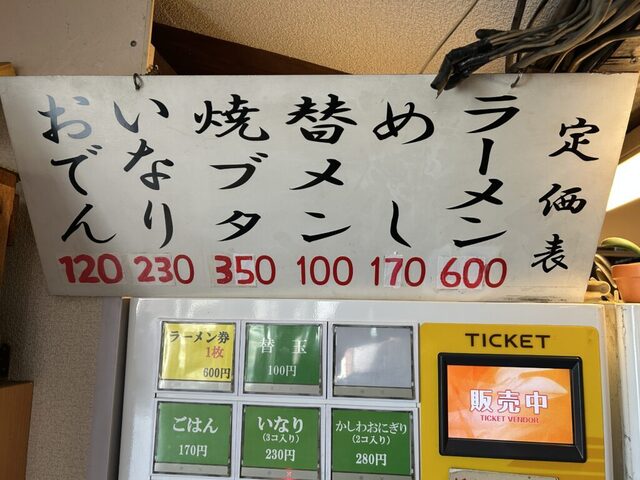 定価表
ラーメン
600
めし
170
替メン
100
焼ブタ
350
いなり
230
おでん
120
ラーメン券
1枚
600円
替玉
100円
TICKET
販売中
TICKET VENDOR
ごはん
170円
いなり
(3コ入り)
230円
かしわおにぎり
(2コ入り)
280円